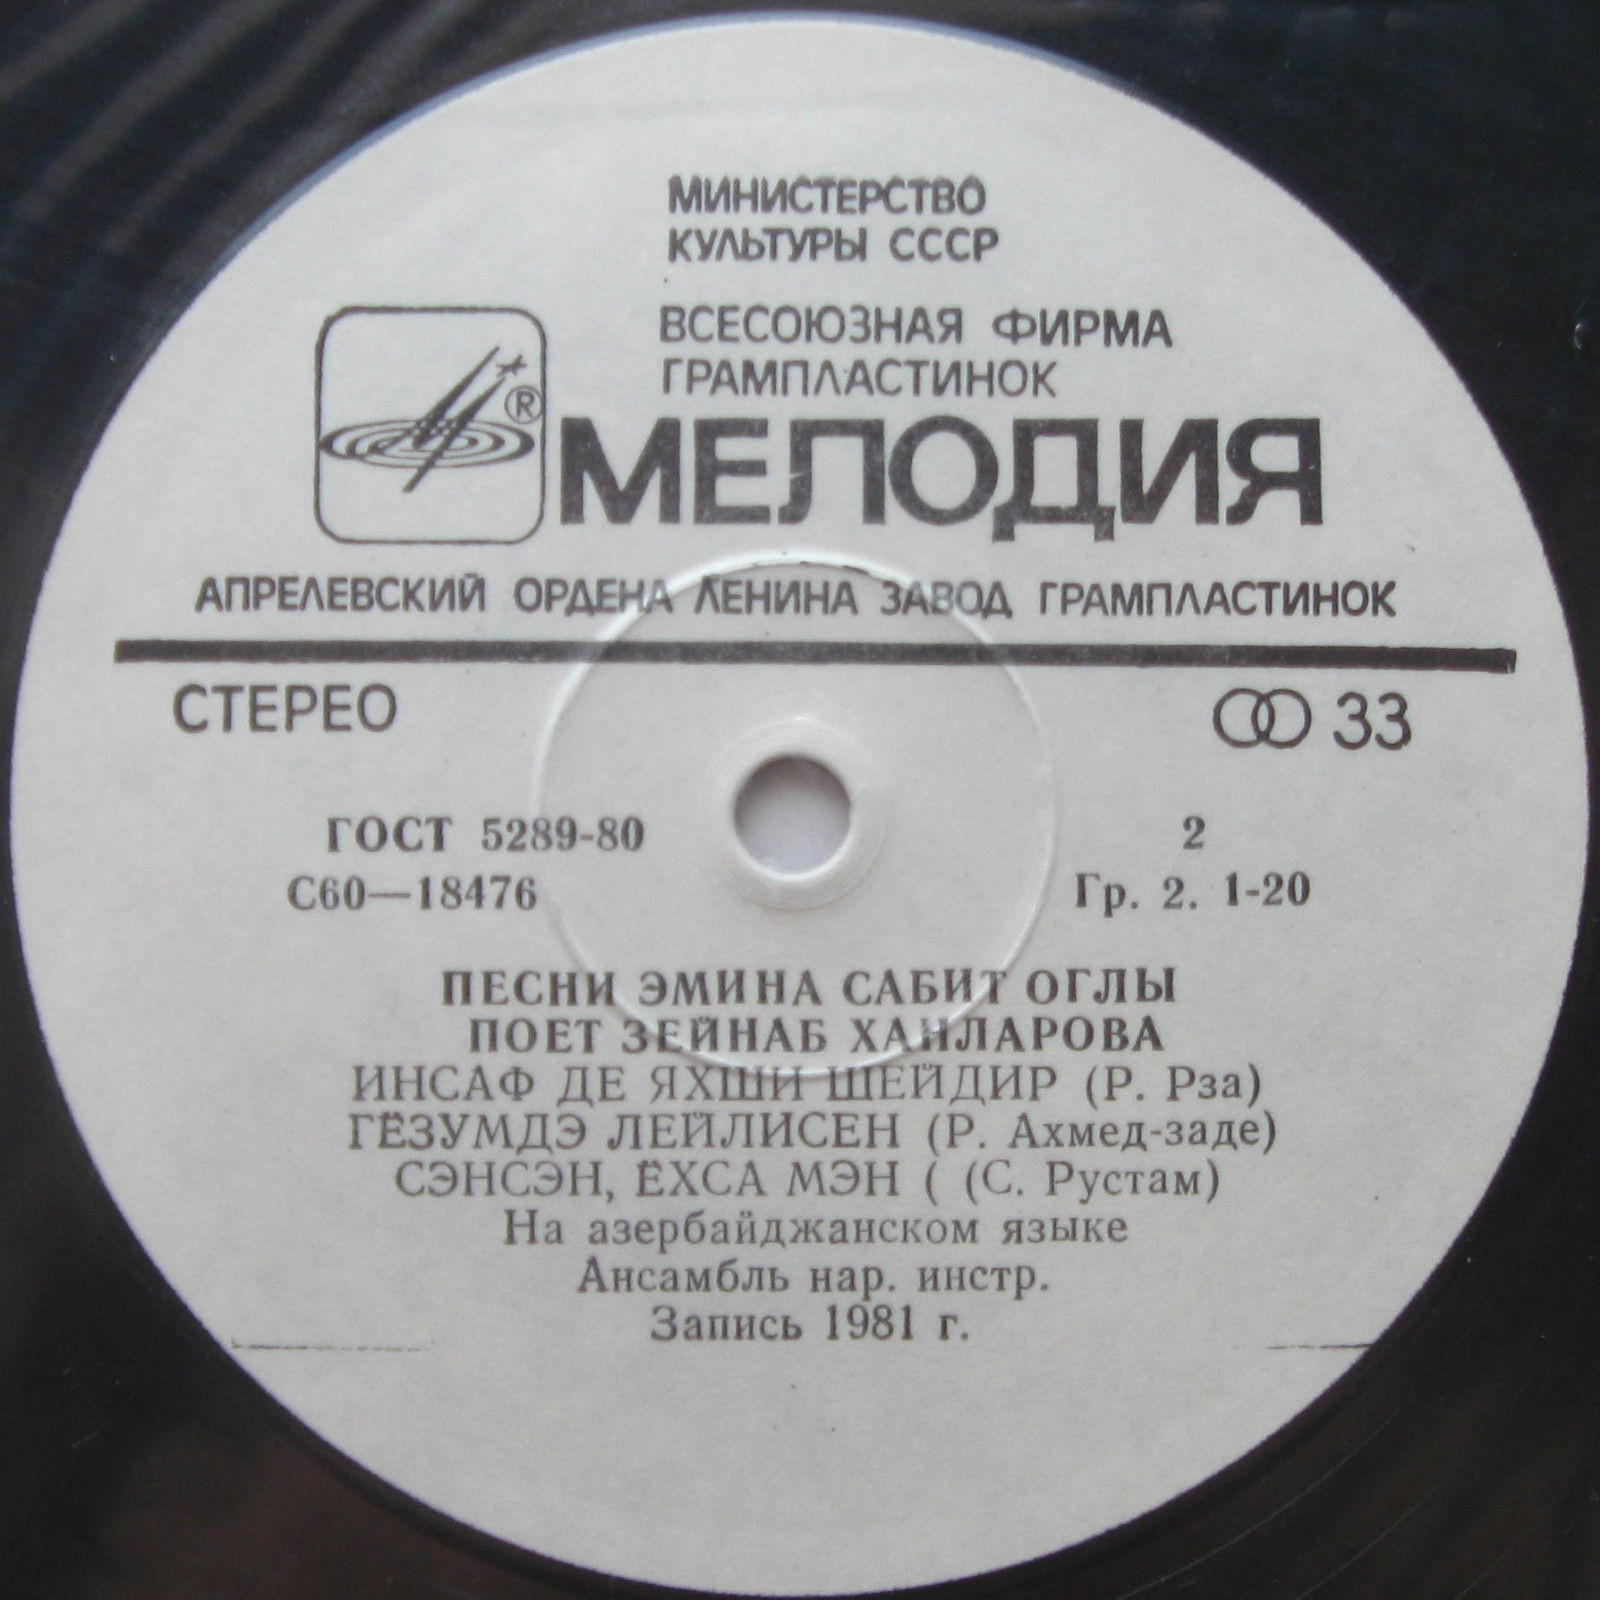 МИНИСТЕРСТВО
КУЛЬТУРЫ СССР
ВСЕСОЮЗНАЯ ФИРМА
ГРАМПЛАСТИНОК
®
МЕЛОДИЯ
АПРЕЛЕВСКИЙ ОРДЕНА ЛЕНИНА ЗАВОД ГРАМПЛАСТИНОК
СТЕРЕО
33
ГОСТ 5289-80
2
С60—18476
Гр. 2. 1-20
ПЕСНИ ЭМИНА САБИТ ОГЛЫ
ПОЕТ ЗЕЙНАБ ХАНЛАРОВА
ИНСАФ ДЕ ЯХШИ ШЕЙДИР (Р. Рза)
ГЁЗУМДЭ ЛЕЙЛИСЕН (Р. Ахмед-заде)
СЭНСЭН, ЁХСА МЭН ( (С. Рустам)
На азербайджанском языке
Ансамбль нар. инстр.
Запись 1981 г.